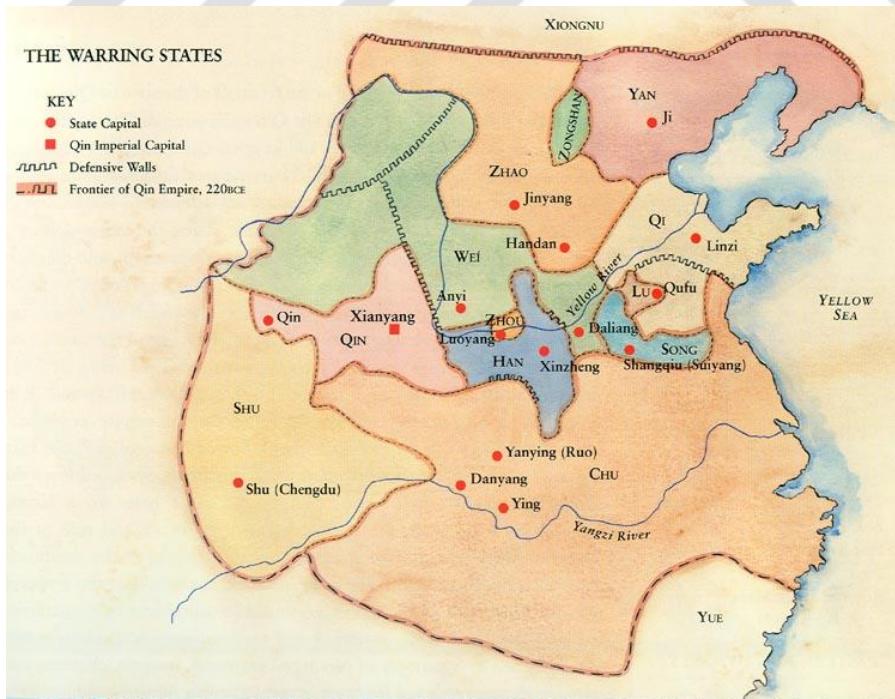 THE WARRING STATES
KEY
State Capital
Qin Imperial Capital
Defensive Walls
Frontier of Qin Empire, 220BCE
XIONGNU
YAN
Ji
ZONGSHAN
ZHAO
Jinyang
QI
Linzi
Handan
WEÍ
Yellow River
LU
Qufu
YELLOW
SEA
Anyi
Qin
Xianyang
QIN
ZHOU
Luoyang
Daliang
HAN
Xinzheng
SONG
Shangqiu (Suiyang)
SHU
Yanying (Ruo)
CHU
Shu (Chengdu)
Danyang
Ying
Yangzi River
YUE